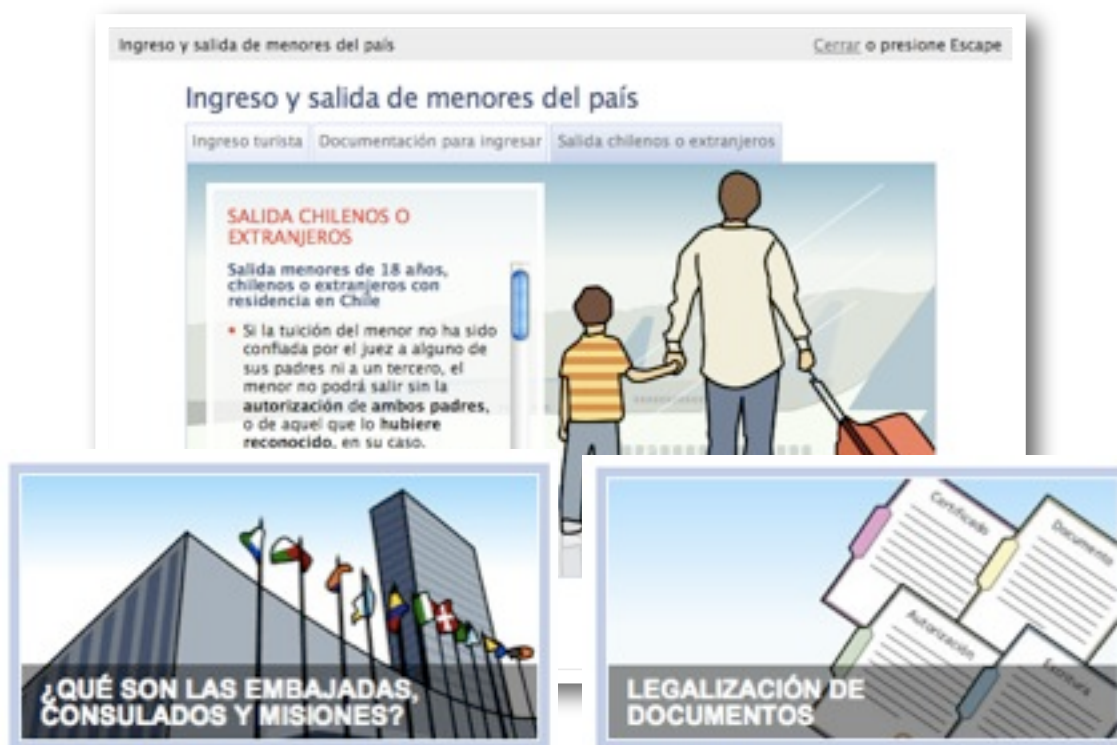 Ingreso y salida de menores del país
Cerrar o presione Escape
Ingreso y salida de menores del país
Ingreso turista
Documentación para ingresar
Salida chilenos o extranjeros
SALIDA CHILENOS O
EXTRANJEROS
Salida menores de 18 años,
chilenos o extranjeros con
residencia en Chile
• Si la tuición del menor no ha sido
confiada por el juez a alguno de
sus padres ni a un tercero, el
menor no podrá salir sin la
autorización de ambos padres,
o de aquel que lo hubiere
reconocido, en su caso.
¿QUÉ SON LAS EMBAJADAS,
CONSULADOS Y MISIONES?
Certificado
Documento
Autorización
Escritura
LEGALIZACIÓN DE
DOCUMENTOS